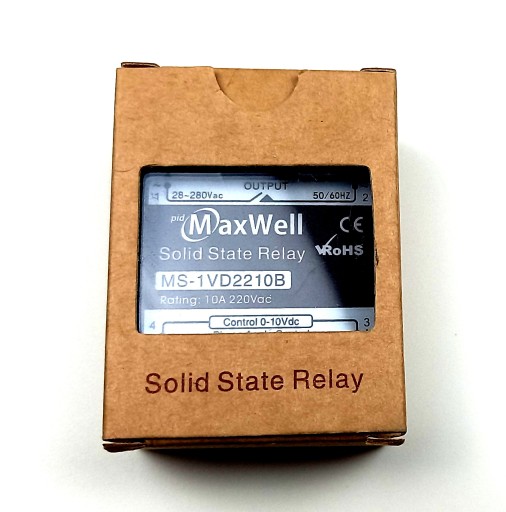 OUTPUT
1 28~280Vac 50/60HZ 2
pid MaxWell CE
Solid State Relay RoHS
MS-1VD2210B
Rating: 10A 220Vac
4 Control 0-10Vdc 3
Solid State Relay